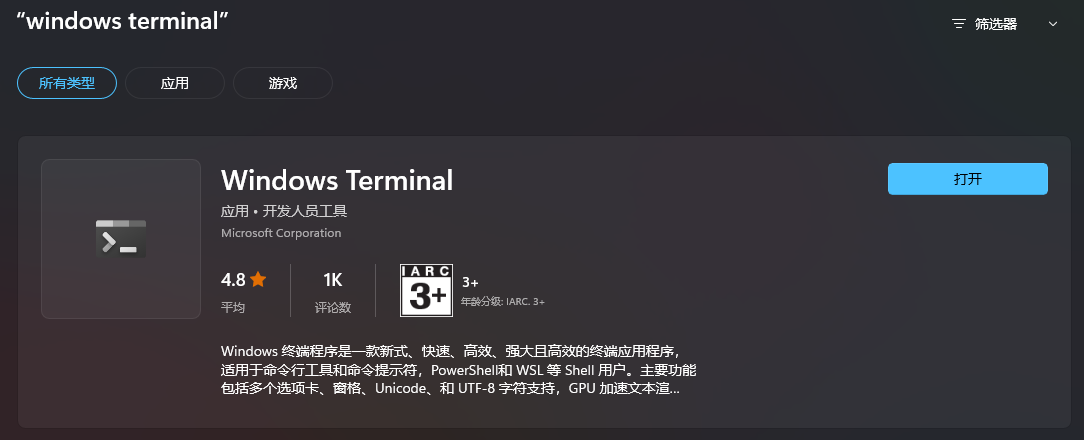 “windows terminal”
筛选器
所有类型
应用
游戏
Windows Terminal
打开
应用 • 开发人员工具
Microsoft Corporation
4.8
平均
1K
评论数
IARC
3+
3+
年龄分级: IARC. 3+
Windows 终端程序是一款新式、快速、高效、强大且高效的终端应用程序，
适用于命令行工具和命令提示符，PowerShell和 WSL 等 Shell 用户。主要功能
包括多个选项卡、窗格、Unicode、和 UTF-8 字符支持，GPU 加速文本渲...